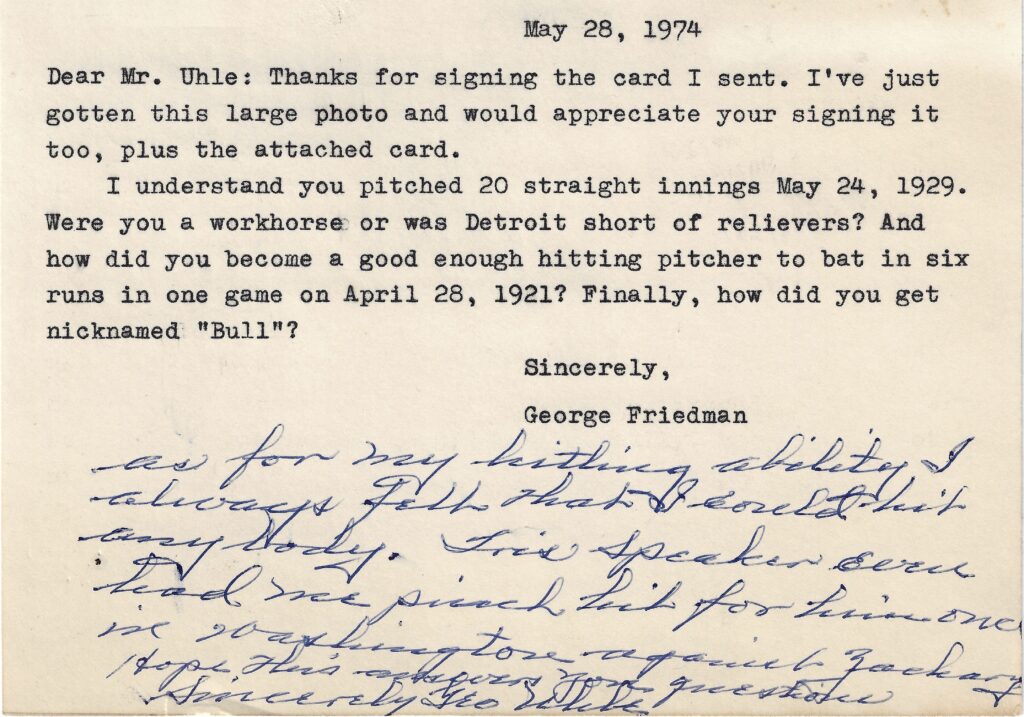 May 28, 1974
Dear Mr. Uhle: Thanks for signing the card I sent. I've just
gotten this large photo and would appreciate your signing it
too, plus the attached card.
I understand you pitched 20 straight innings May 24, 1929.
Were you a workhorse or was Detroit short of relievers? And
how did you become a good enough hitting pitcher to bat in six
runs in one game on April 28, 1921? Finally, how did you get
nicknamed "Bull"?
Sincerely,
George Friedman
as for my hitling ability I
always felt that I could hit
anybody. Tris Speaker even
had me pinch hit for him once
in Washington against Zachary
Hope this answers your question
Sincerely Geo Uhle